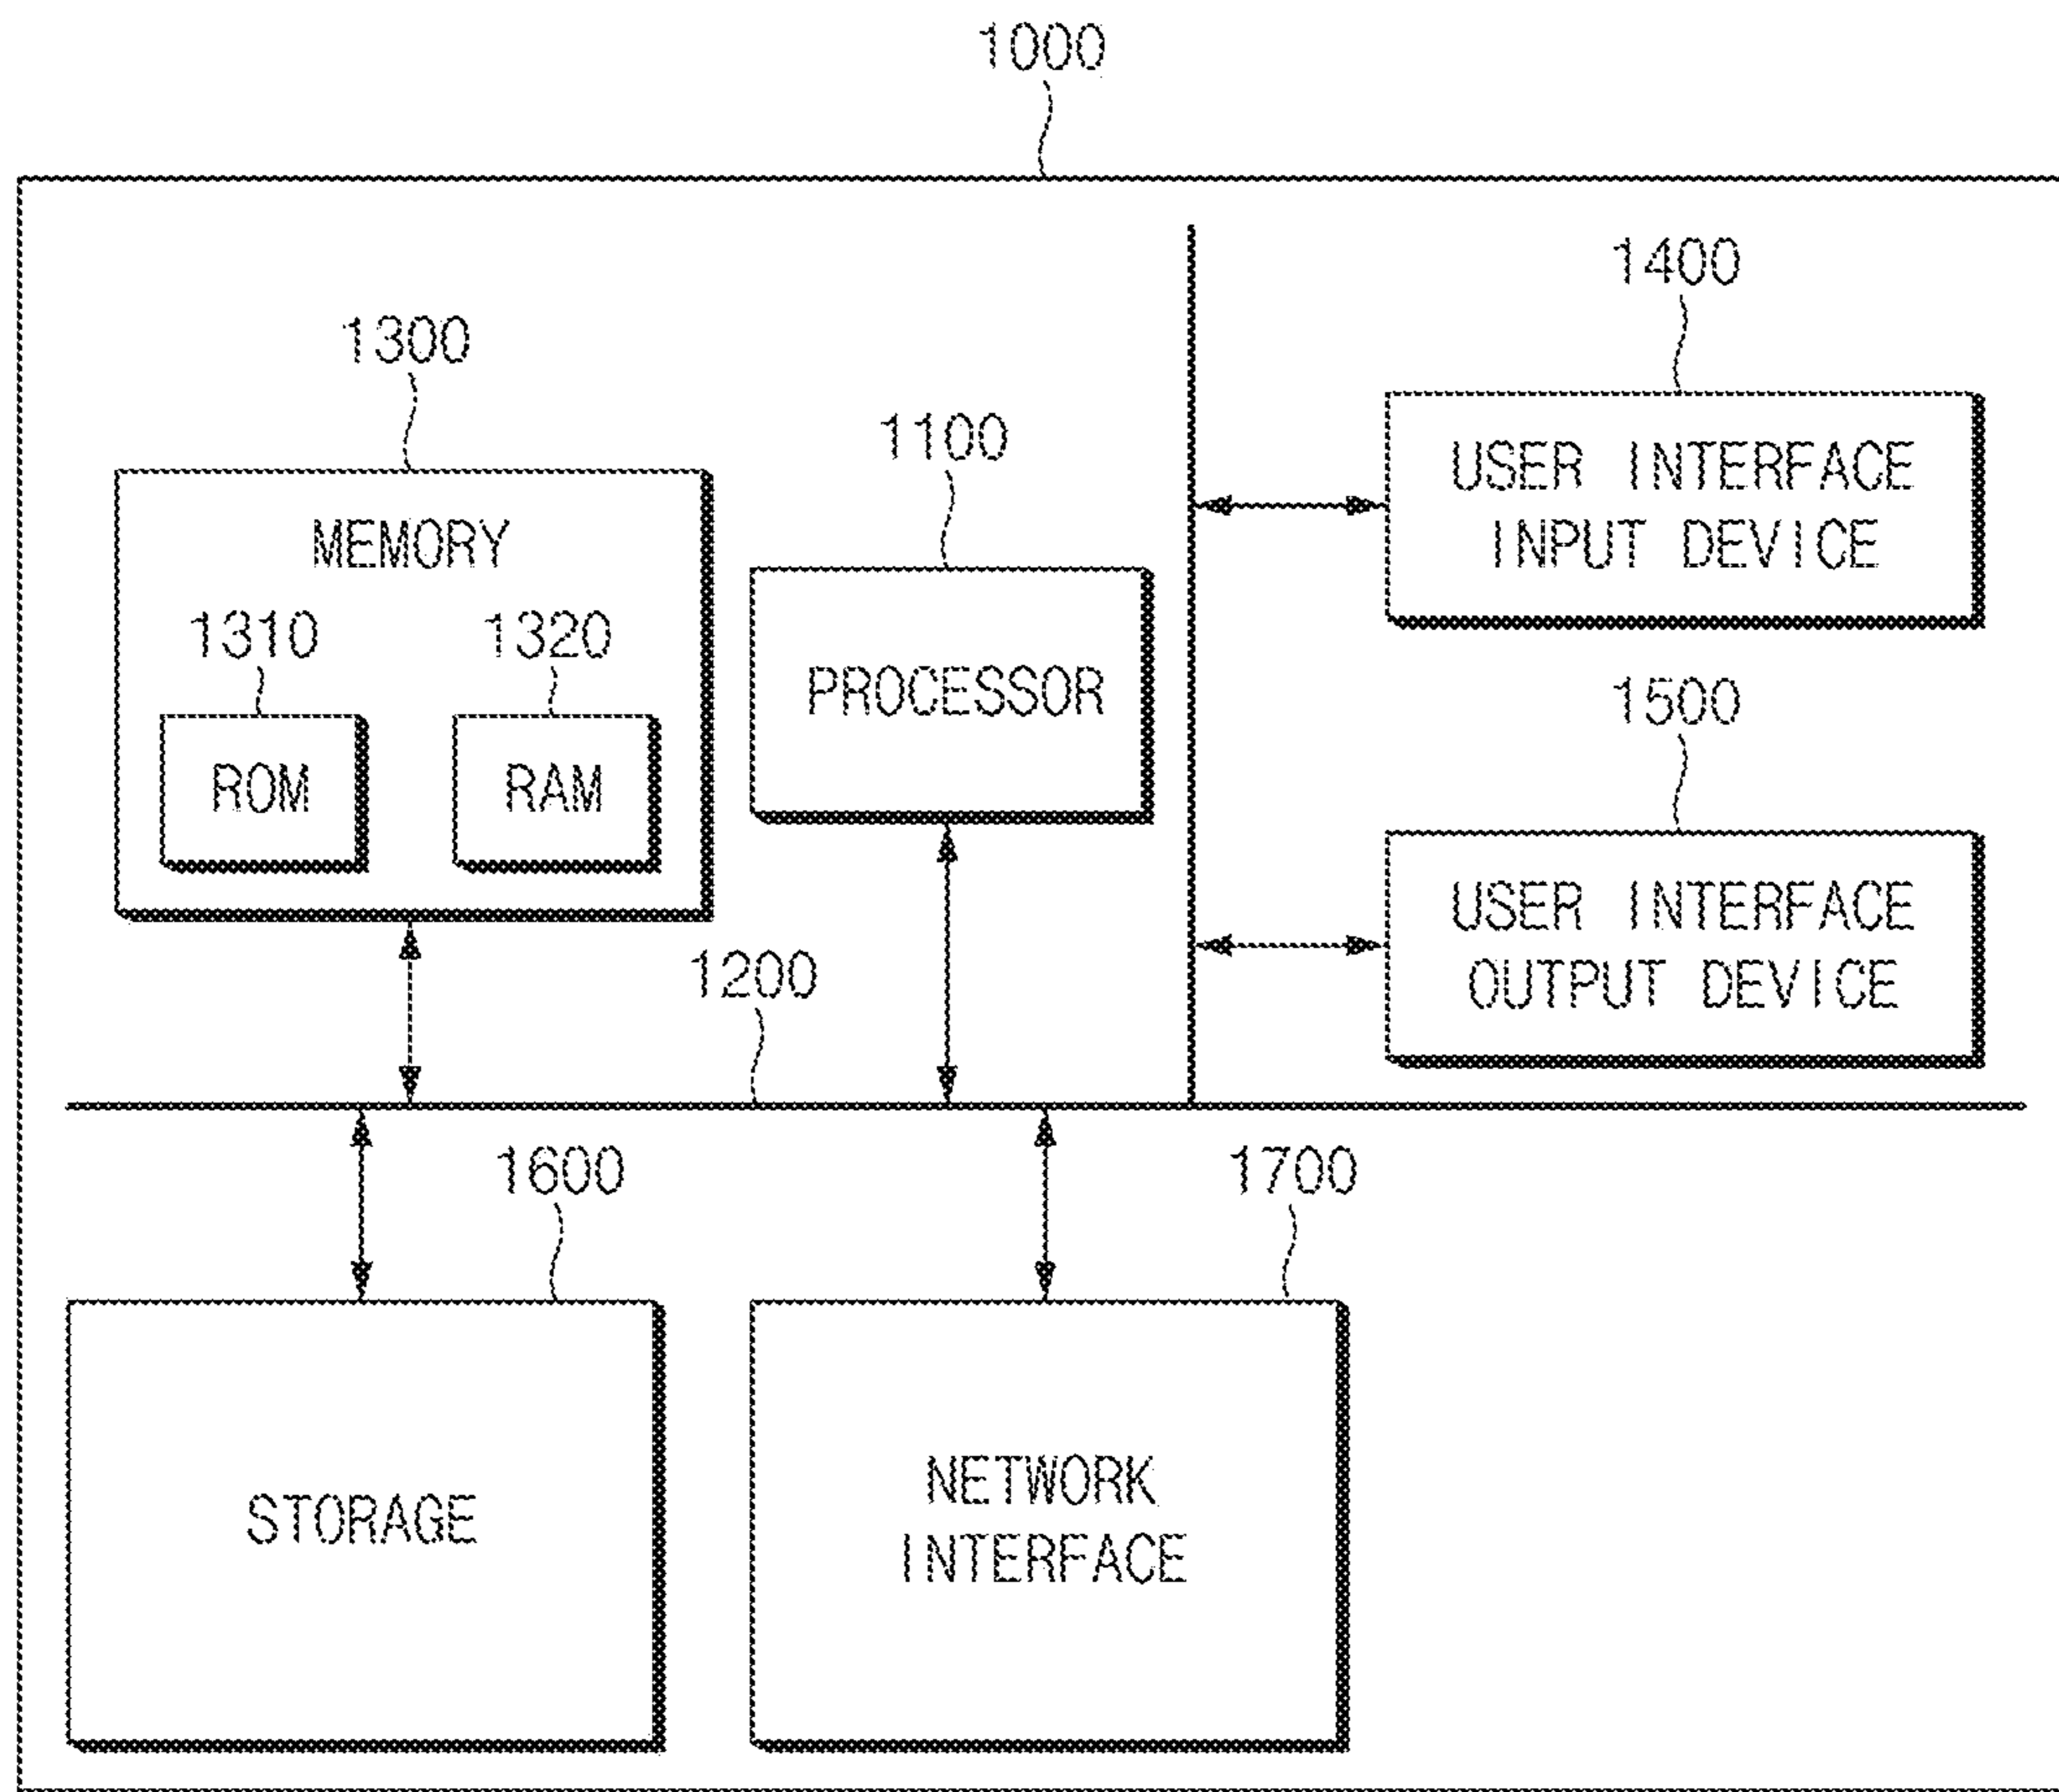 1000
1400
1300
1100
USER INTERFACE
INPUT DEVICE
MEMORY
1310
1320
PROCESSOR
1500
ROM
RAM
USER INTERFACE
OUTPUT DEVICE
1200
1600
1700
STORAGE
NETWORK
INTERFACE